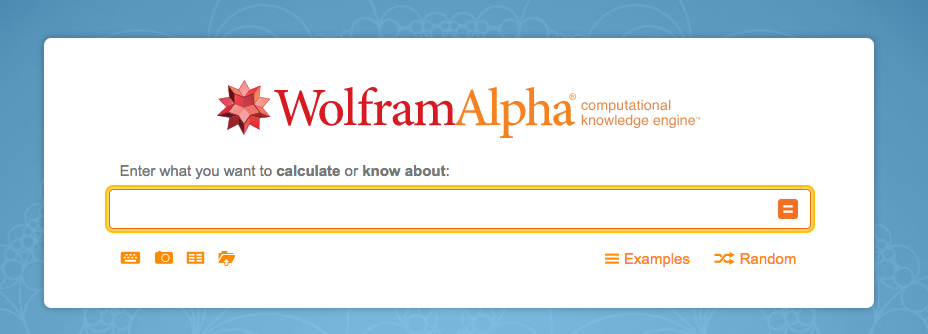 WolframAlpha® computational
knowledge engine™
Enter what you want to calculate or know about:
Examples Random